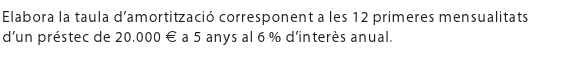 Elabora la taula d’amortització corresponent a les 12 primeres mensualitats
d’un préstec de 20.000 € a 5 anys al 6 % d’interès anual.